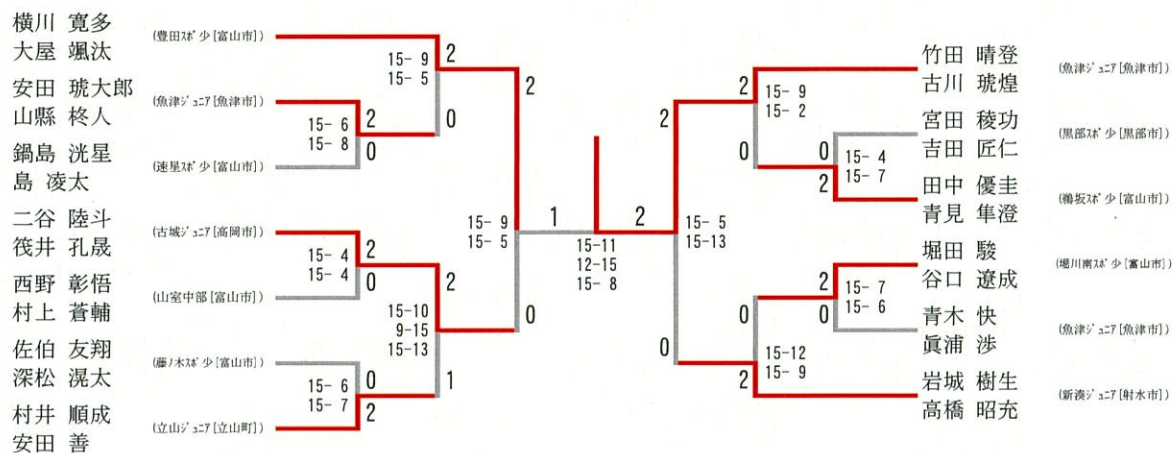 横川 寛多
大屋 颯汰
(豊田ｽﾎﾟ少[富山市])
安田 琥大郎
山縣 柊人
(魚津ｼﾞｭﾆｱ[魚津市])
鍋島 洸星
島 凌太
(速星ｽﾎﾟ少[富山市])
二谷 陸斗
筏井 孔晟
(古城ｼﾞｭﾆｱ[高岡市])
西野 彰悟
村上 蒼輔
(山室中部[富山市])
佐伯 友翔
深松 滉太
(藤ﾉ木ｽﾎﾟ少[富山市])
村井 順成
安田 善
(立山ｼﾞｭﾆｱ[立山町])
15- 6
15- 8
2
0
15- 4
15- 4
2
0
15- 6
15- 7
0
2
15- 9
15- 5
2
0
15-10
9-15
15-13
2
1
15- 9
15- 5
2
0
1
2
15-11
12-15
15- 8
2
0
15- 5
15-13
2
0
15- 9
15- 2
0
2
15-12
15- 9
0
2
15- 4
15- 7
2
0
15- 7
15- 6
竹田 晴登
古川 琥煌
(魚津ｼﾞｭﾆｱ[魚津市])
宮田 稜功
吉田 匠仁
(黒部ｽﾎﾟ少[黒部市])
田中 優圭
青見 隼澄
(鵜坂ｽﾎﾟ少[富山市])
堀田 駿
谷口 遼成
(堀川南ｽﾎﾟ少[富山市])
青木 快
眞浦 渉
(魚津ｼﾞｭﾆｱ[魚津市])
岩城 樹生
高橋 昭充
(新湊ｼﾞｭﾆｱ[射水市])